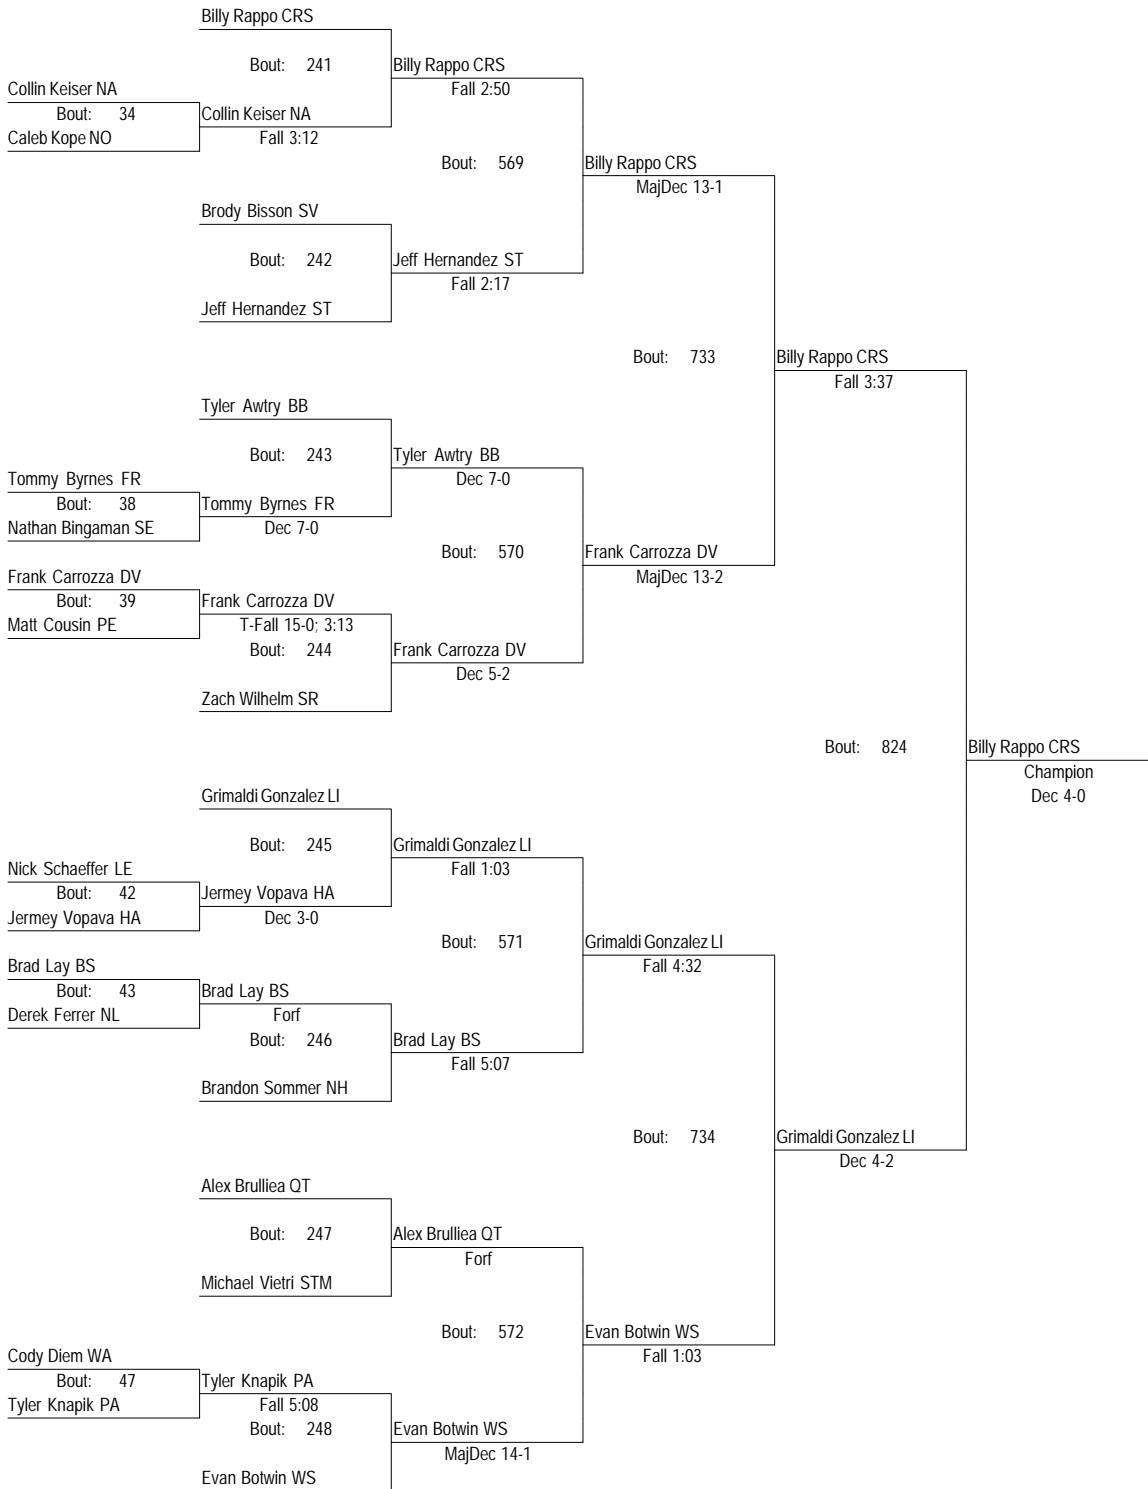 Billy Rappo CRS
Bout: 241
Billy Rappo CRS
Fall 2:50
Collin Keiser NA
Bout: 34
Collin Keiser NA
Fall 3:12
Caleb Kope NO
Bout: 569
Billy Rappo CRS
MajDec 13-1
Brody Bisson SV
Bout: 242
Jeff Hernandez ST
Fall 2:17
Jeff Hernandez ST
Bout: 733
Billy Rappo CRS
Fall 3:37
Tyler Awtry BB
Bout: 243
Tyler Awtry BB
Dec 7-0
Tommy Byrnes FR
Bout: 38
Tommy Byrnes FR
Dec 7-0
Nathan Bingaman SE
Bout: 570
Frank Carrozza DV
MajDec 13-2
Frank Carrozza DV
Bout: 39
Frank Carrozza DV
T-Fall 15-0; 3:13
Matt Cousin PE
Bout: 244
Frank Carrozza DV
Dec 5-2
Zach Wilhelm SR
Bout: 824
Billy Rappo CRS
Champion
Dec 4-0
Grimaldi Gonzalez LI
Bout: 245
Grimaldi Gonzalez LI
Fall 1:03
Nick Schaeffer LE
Bout: 42
Jermey Vopava HA
Dec 3-0
Jermey Vopava HA
Bout: 571
Grimaldi Gonzalez LI
Fall 4:32
Brad Lay BS
Bout: 43
Brad Lay BS
Forf
Derek Ferrer NL
Bout: 246
Brad Lay BS
Fall 5:07
Brandon Sommer NH
Bout: 734
Grimaldi Gonzalez LI
Dec 4-2
Alex Brulliea QT
Bout: 247
Alex Brulliea QT
Forf
Michael Vietri STM
Bout: 572
Evan Botwin WS
Fall 1:03
Cody Diem WA
Bout: 47
Tyler Knapik PA
Fall 5:08
Tyler Knapik PA
Bout: 248
Evan Botwin WS
MajDec 14-1
Evan Botwin WS